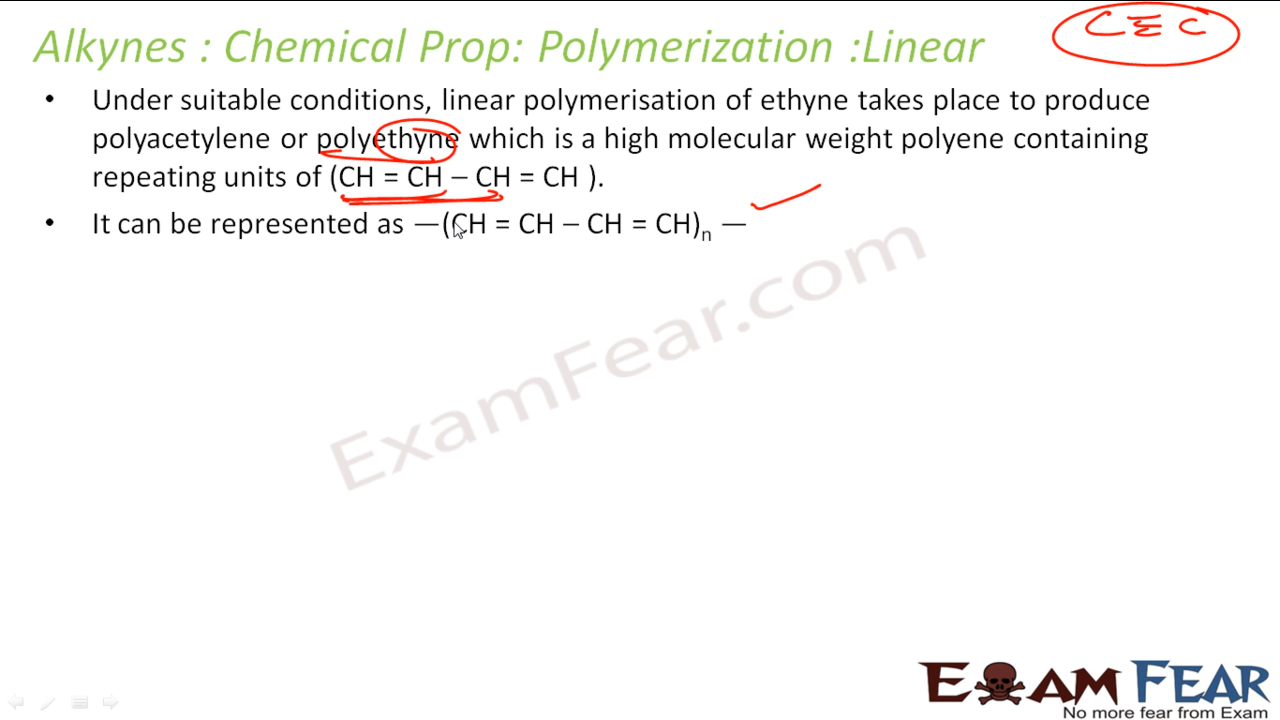 Alkynes : Chemical Prop: Polymerization :Linear
C ≡ C
• Under suitable conditions, linear polymerisation of ethyne takes place to produce
polyacetylene or polyethyne which is a high molecular weight polyene containing
repeating units of (CH = CH – CH = CH ).
• It can be represented as —(CH = CH – CH = CH)n —
ExamFear.com
EXAM FEAR
No more fear from Exam